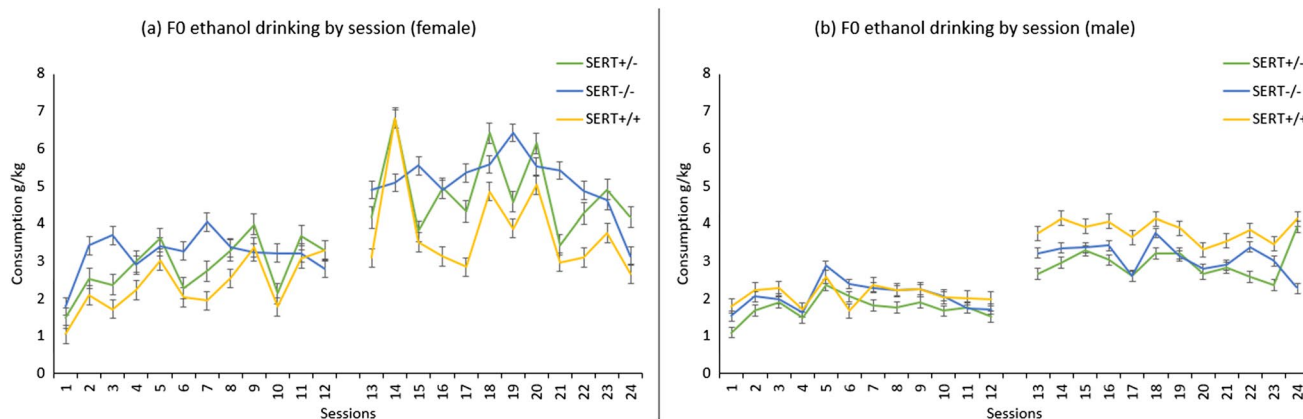 (a) F0 ethanol drinking by session (female)
SERT+/-
SERT-/-
SERT+/+
Consumption g/kg
8
7
6
5
4
3
2
1
0
1 2 3 4 5 6 7 8 9 10 11 12 13 14 15 16 17 18 19 20 21 22 23 24
Sessions
(b) F0 ethanol drinking by session (male)
SERT+/-
SERT-/-
SERT+/+
Consumption g/kg
8
7
6
5
4
3
2
1
0
1 2 3 4 5 6 7 8 9 10 11 12 13 14 15 16 17 18 19 20 21 22 23 24
Sessions